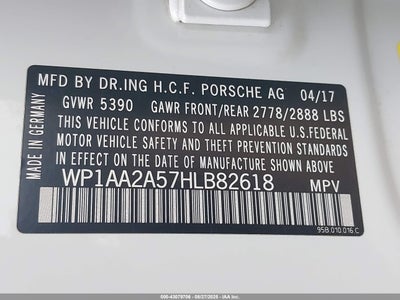 MFD BY DR.ING H.C.F. PORSCHE AG 04/17
GVWR 5390 GAWR FRONT/REAR 2778/2888 LBS
THIS VEHICLE CONFORMS TO ALL APPLICABLE U.S.FEDERAL
MOTOR VEHICLE SAFETY AND THEFT PREVENTION STANDARDS
IN EFFECT ON THE DATE OF MANUFACTURE SHOWN ABOVE
WP1AA2A57HLB82618 MPV
MADE IN GERMANY
95B.010.016.C